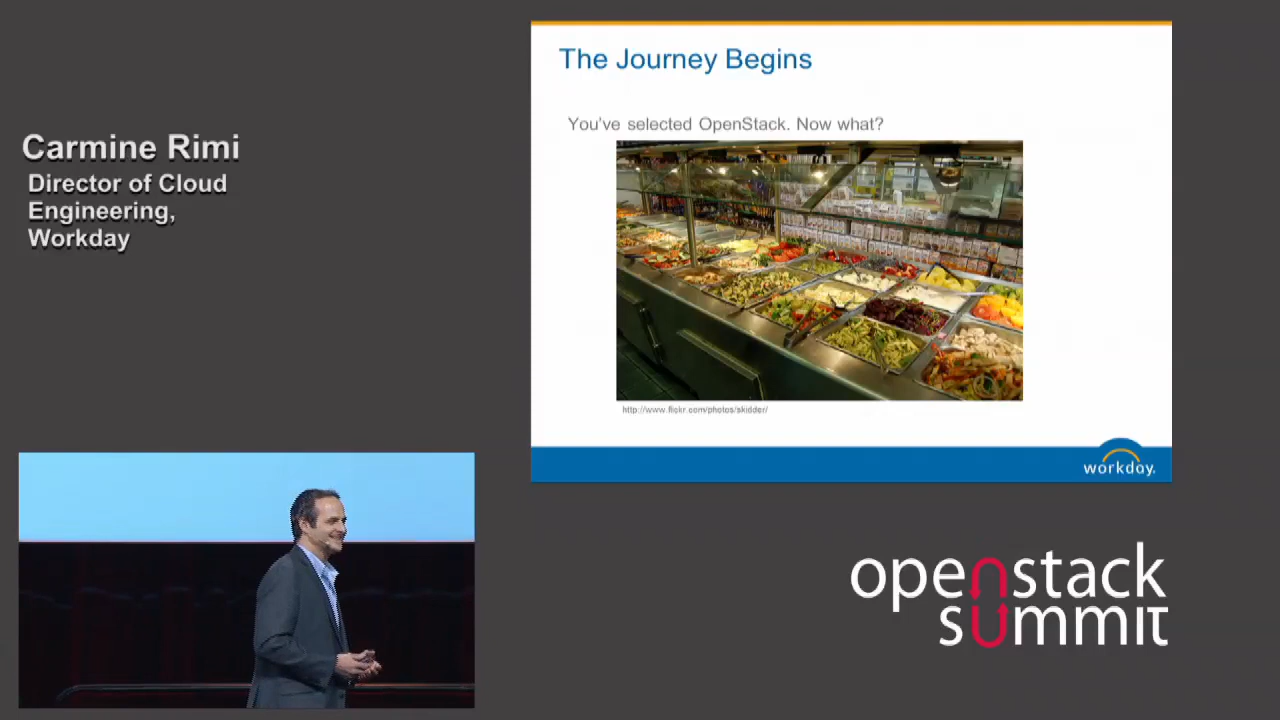 Carmine Rimi
Director of Cloud
Engineering,
Workday
The Journey Begins
You've selected OpenStack. Now what?
http://www.flickr.com/photos/skidder/
workday.
openstack
summit